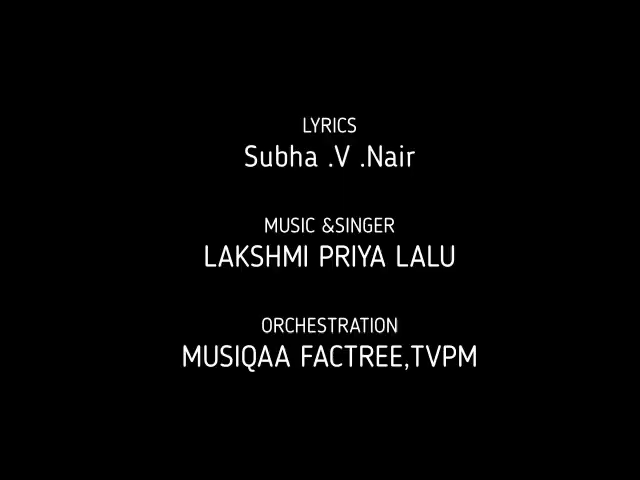 LYRICS
Subha .V .Nair
MUSIC &SINGER
LAKSHMI PRIYA LALU
ORCHESTRATION
MUSIQAA FACTREE,TVPM